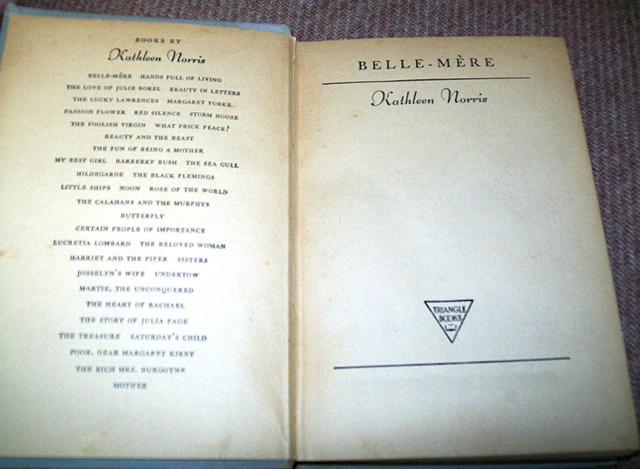 BOOKS BY
Kathleen Norris
BELLE-MÈRE HANDS FULL OF LIVING
THE LOVE OF JULIE BOREL BEAUTY IN LETTERS
THE LUCKY LAWRENCES MARGARET YORKE
PASSION FLOWER RED SILENCE STORM HOUSE
THE FOOLISH VIRGIN WHAT PRICE PEACE?
BEAUTY AND THE BEAST
THE FUN OF BEING A MOTHER
MY BEST GIRL BARBERRY BUSH THE SEA GULL
HILDEGARDE THE BLACK FLEMINGS
LITTLE SHIPS NOON ROSE OF THE WORLD
THE CALAHANS AND THE MURPHYS
BUTTERFLY
CERTAIN PEOPLE OF IMPORTANCE
LUCRETIA LOMBARD THE BELOVED WOMAN
HARRIET AND THE PIPER SISTERS
JOSSELYN'S WIFE UNDERTOW
MARTIE, THE UNCONQUERED
THE HEART OF RACHAEL
THE STORY OF JULIA PAGE
THE TREASURE SATURDAY'S CHILD
POOR, DEAR MARGARET KIRBY
THE RICH MRS. BURGOYNE
MOTHER
BELLE-MÈRE
Kathleen Norris
TRIANGLE
BOOKS